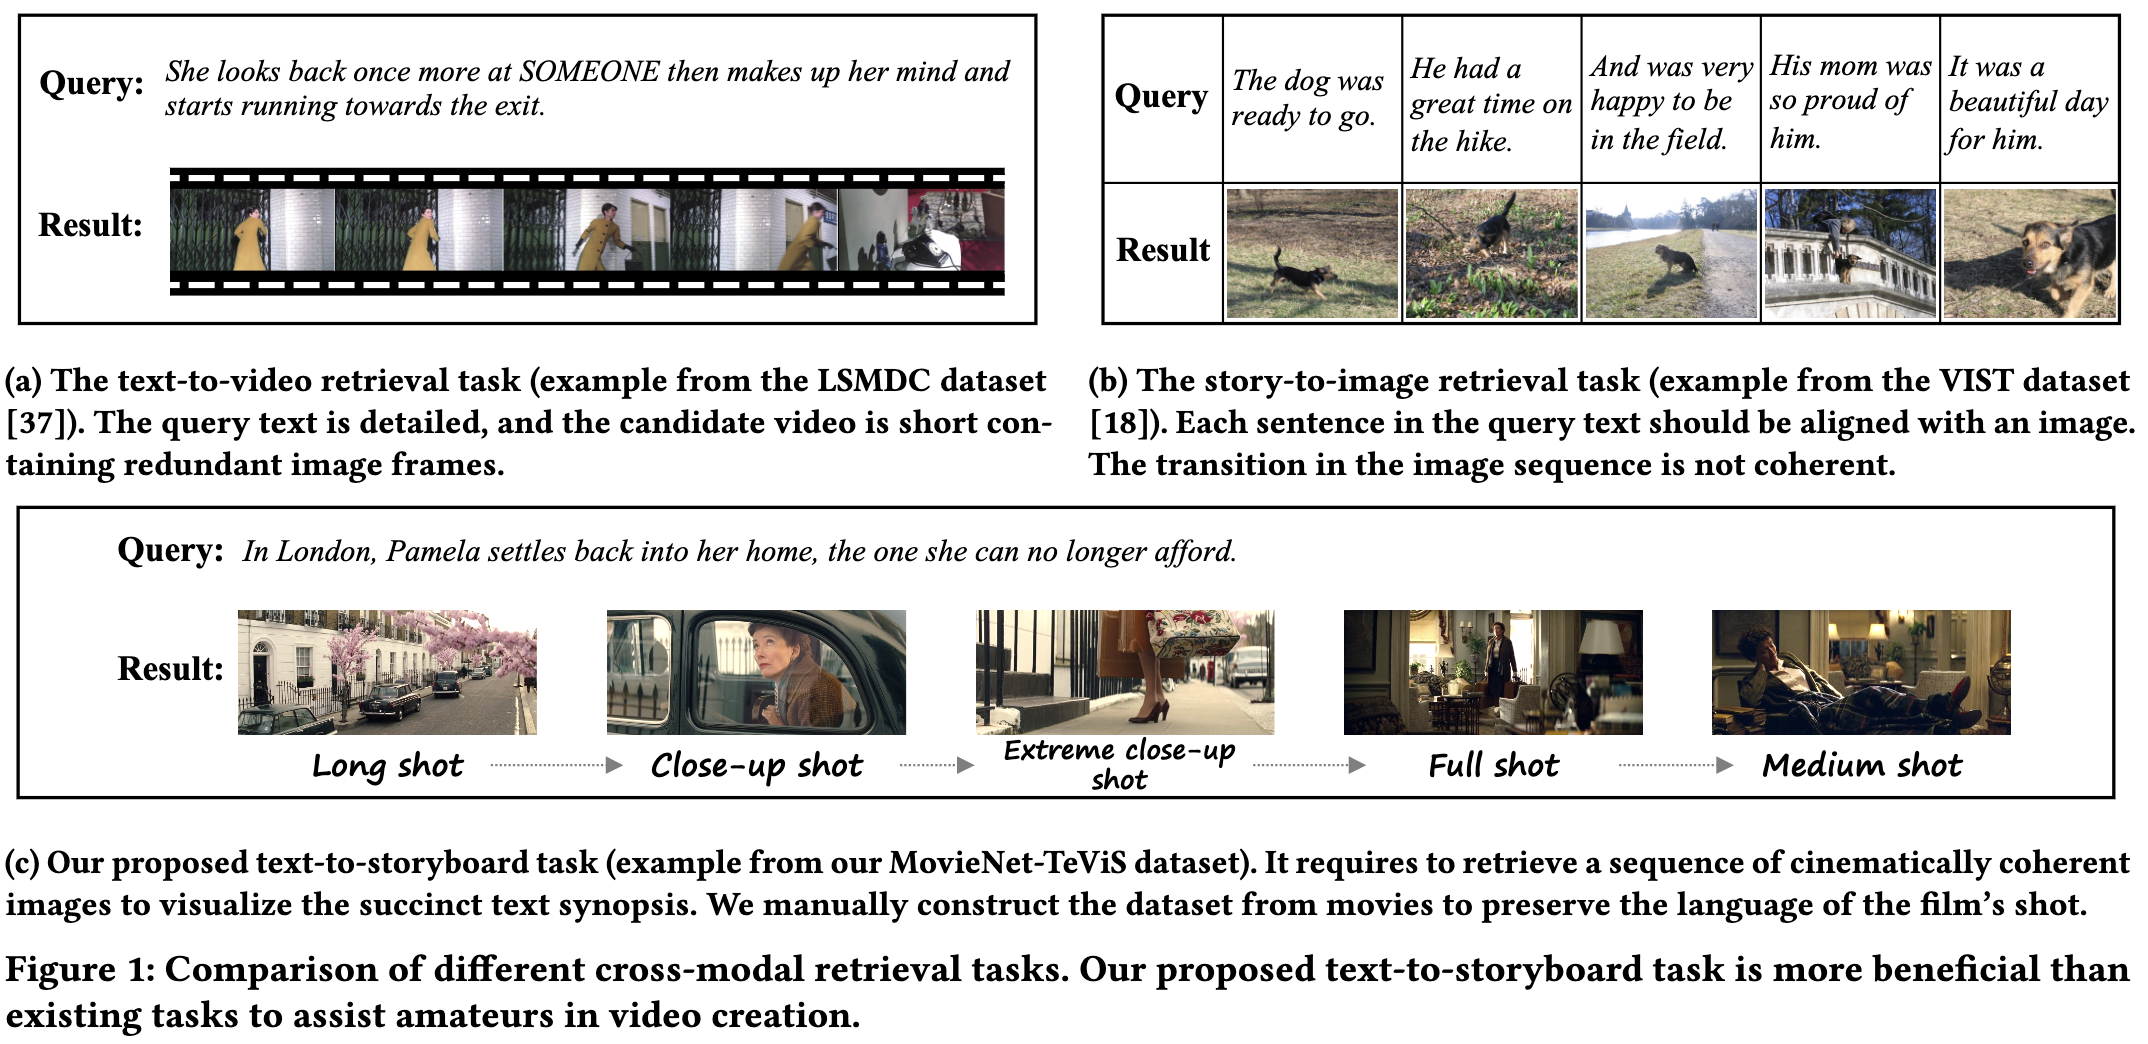 Query: She looks back once more at SOMEONE then makes up her mind and
starts running towards the exit.
Result:
(a) The text-to-video retrieval task (example from the LSMDC dataset
[37]). The query text is detailed, and the candidate video is short con-
taining redundant image frames.
Query
The dog was
ready to go.
He had a
great time on
the hike.
And was very
happy to be
in the field.
His mom was
so proud of
him.
It was a
beautiful day
for him.
Result
(b) The story-to-image retrieval task (example from the VIST dataset
[18]). Each sentence in the query text should be aligned with an image.
The transition in the image sequence is not coherent.
Query: In London, Pamela settles back into her home, the one she can no longer afford.
Result:
Long shot
Close-up shot
Extreme close-up
shot
Full shot
Medium shot
(c) Our proposed text-to-storyboard task (example from our MovieNet-TeViS dataset). It requires to retrieve a sequence of cinematically coherent
images to visualize the succinct text synopsis. We manually construct the dataset from movies to preserve the language of the film's shot.
Figure 1: Comparison of different cross-modal retrieval tasks. Our proposed text-to-storyboard task is more beneficial than
existing tasks to assist amateurs in video creation.